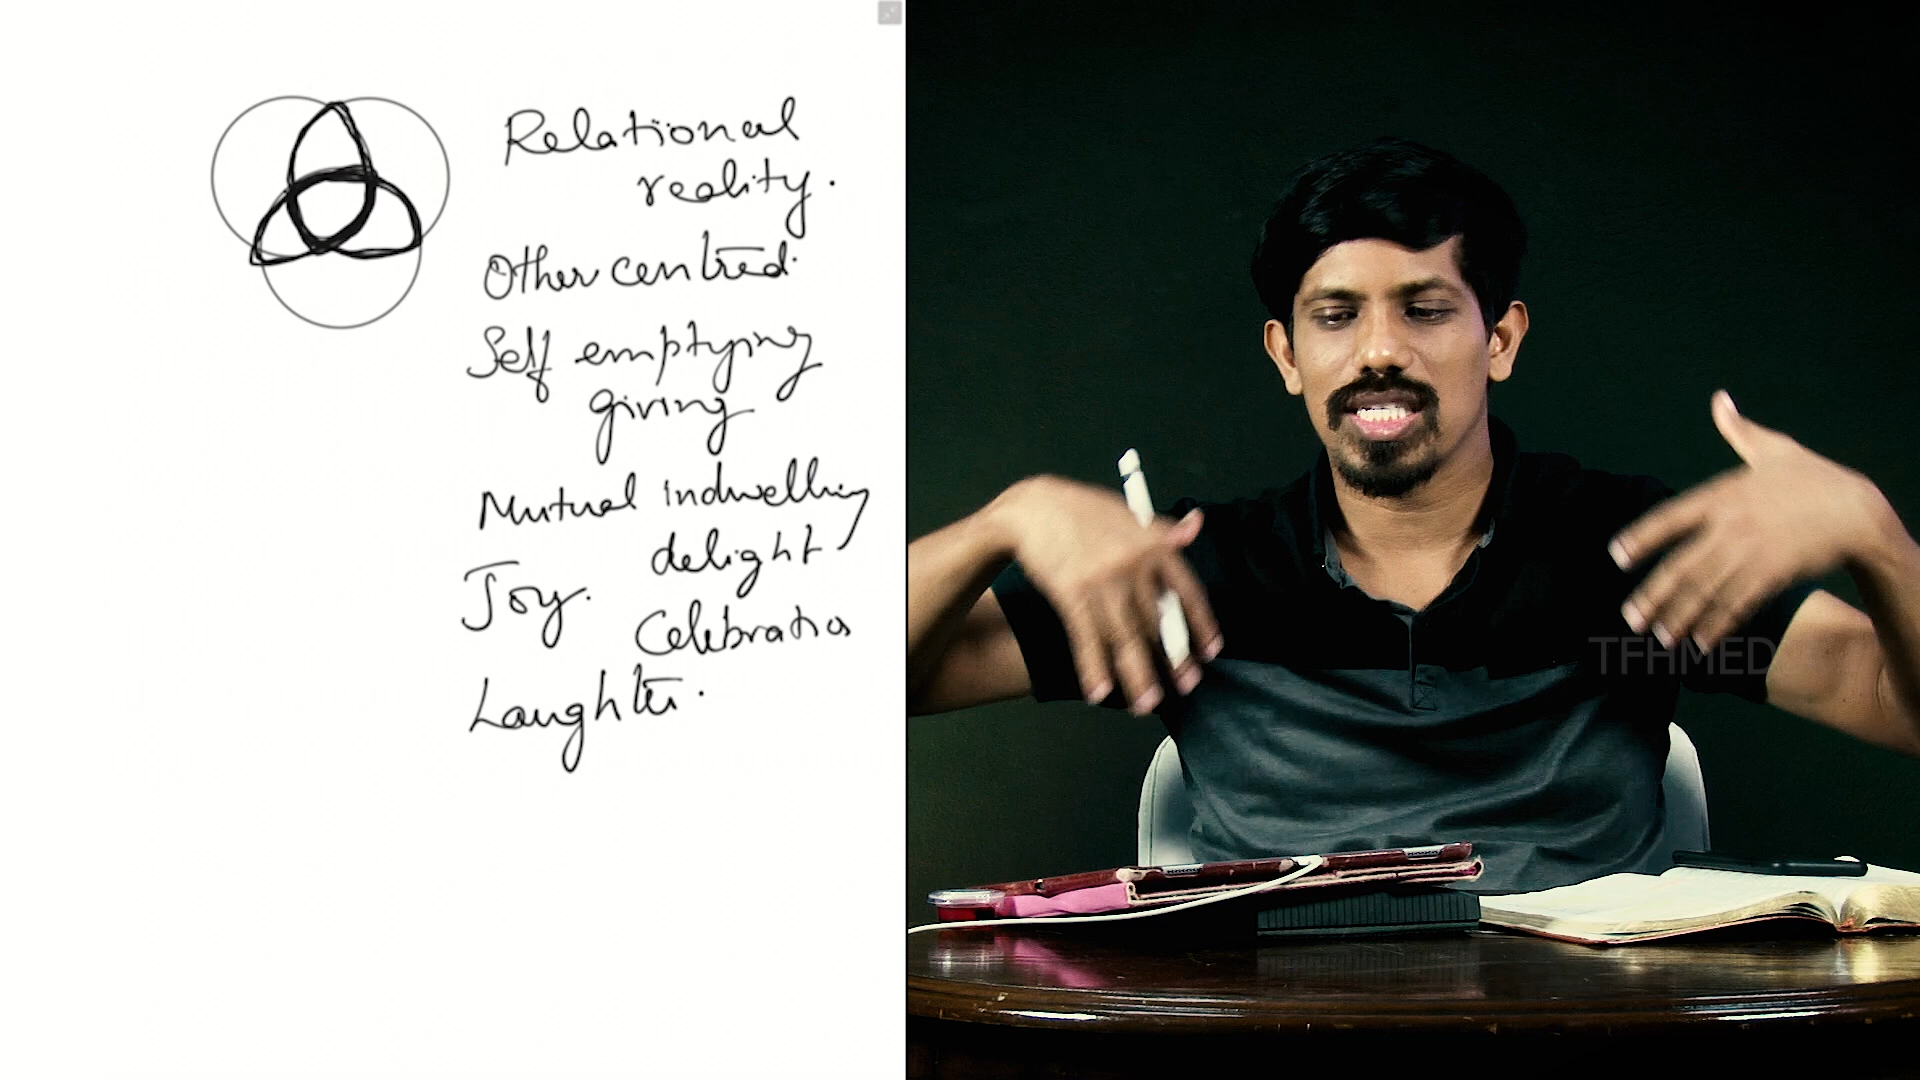 Relational
reality.
Other centred.
Self emptying
giving
Mutual indwelling
delight
Joy.
Celebration
Laughter.
TFHMED